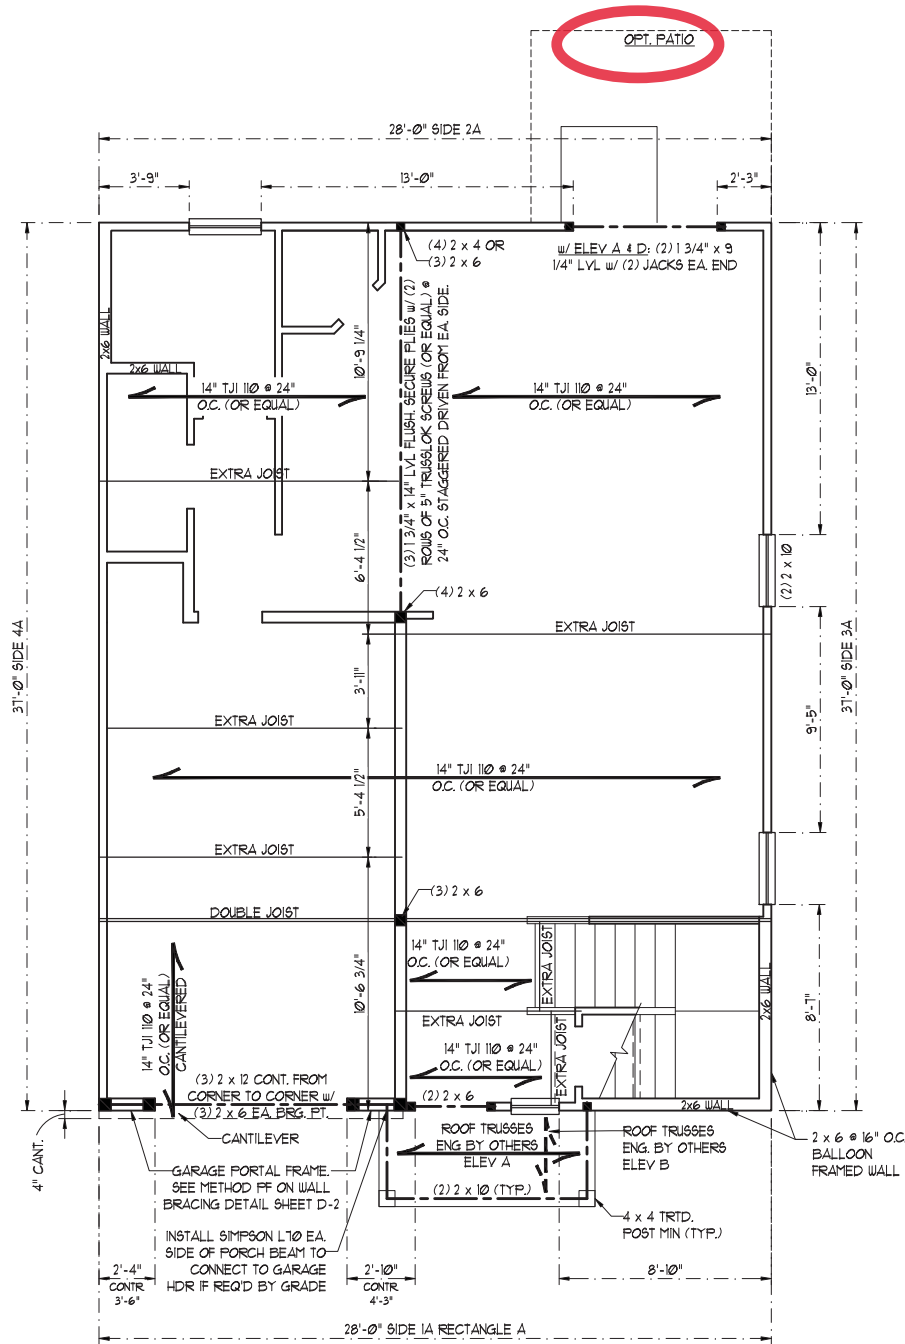 OPT. PATIO
28'-0" SIDE 2A
3'-9"
13'-0"
2'-3"
(4) 2 x 4 OR
(3) 2 x 6
w/ ELEV A & D: (2) 1 3/4" x 9
1/4" LVL w/ (2) JACKS EA. END
2x6 WALL
2x6 WALL
10'-9 1/4"
(3) 1 3/4" x 14" LVL FLUSH. SECURE PLIES w/ (2)
ROWS OF 5" TRUSSLOK SCREWS (OR EQUAL) @
24" O.C. STAGGERED DRIVEN FROM EA. SIDE.
14" TJI 110 @ 24"
O.C. (OR EQUAL)
14" TJI 110 @ 24"
O.C. (OR EQUAL)
13'-0"
EXTRA JOIST
6'-4 1/2"
(2) 2 x 10
(4) 2 x 6
EXTRA JOIST
37'-0" SIDE 4A
37'-0" SIDE 3A
3'-11"
9'-5"
EXTRA JOIST
14" TJI 110 @ 24"
O.C. (OR EQUAL)
5'-4 1/2"
EXTRA JOIST
(3) 2 x 6
DOUBLE JOIST
14" TJI 110 @ 24"
O.C. (OR EQUAL)
EXTRA JOIST
10'-6 3/4"
2x6 WALL
8'-7"
14" TJI 110 @ 24"
O.C. (OR EQUAL)
CANTILEVERED
EXTRA JOIST
14" TJI 110 @ 24"
O.C. (OR EQUAL)
EXTRA JOIST
(3) 2 x 12 CONT. FROM
CORNER TO CORNER w/
(3) 2 x 6 EA. BRG. PT.
(2) 2 x 6
2x6 WALL
CANTILEVER
ROOF TRUSSES
ENG BY OTHERS
ELEV A
ROOF TRUSSES
ENG. BY OTHERS
ELEV B
2 x 6 @ 16" O.C.
BALLOON
FRAMED WALL
4" CANT.
GARAGE PORTAL FRAME.
SEE METHOD PF ON WALL
BRACING DETAIL SHEET D-2
(2) 2 x 10 (TYP.)
4 x 4 TRTD.
POST MIN (TYP.)
INSTALL SIMPSON L70 EA.
SIDE OF PORCH BEAM TO
CONNECT TO GARAGE
HDR IF REQ'D BY GRADE
2'-4"
CONTR
3'-6"
2'-10"
CONTR
4'-3"
8'-10"
28'-0" SIDE 1A RECTANGLE A